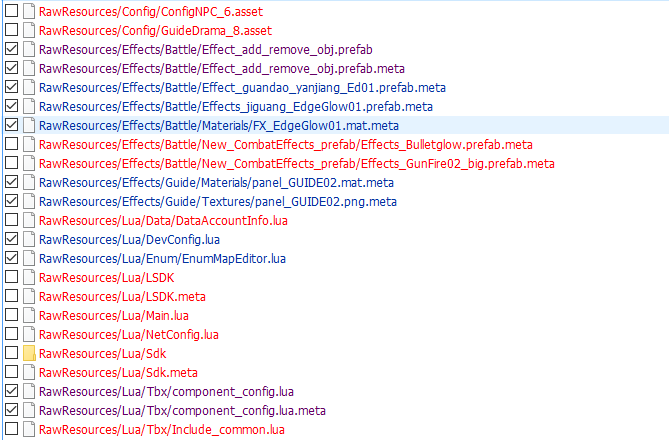 RawResources/Config/ConfigNPC_6.asset
RawResources/Config/GuideDrama_8.asset
RawResources/Effects/Battle/Effect_add_remove_obj.prefab
RawResources/Effects/Battle/Effect_add_remove_obj.prefab.meta
RawResources/Effects/Battle/Effect_guandao_yanjiang_Ed01.prefab.meta
RawResources/Effects/Battle/Effects_jiguang_EdgeGlow01.prefab.meta
RawResources/Effects/Battle/Materials/FX_EdgeGlow01.mat.meta
RawResources/Effects/Battle/New_CombatEffects_prefab/Effects_Bulletglow.prefab.meta
RawResources/Effects/Battle/New_CombatEffects_prefab/Effects_GunFire02_big.prefab.meta
RawResources/Effects/Guide/Materials/panel_GUIDE02.mat.meta
RawResources/Effects/Guide/Textures/panel_GUIDE02.png.meta
RawResources/Lua/Data/DataAccountInfo.lua
RawResources/Lua/DevConfig.lua
RawResources/Lua/Enum/EnumMapEditor.lua
RawResources/Lua/LSDK
RawResources/Lua/LSDK.meta
RawResources/Lua/Main.lua
RawResources/Lua/NetConfig.lua
RawResources/Lua/Sdk
RawResources/Lua/Sdk.meta
RawResources/Lua/Tbx/component_config.lua
RawResources/Lua/Tbx/component_config.lua.meta
RawResources/Lua/Tbx/Include_common.lua